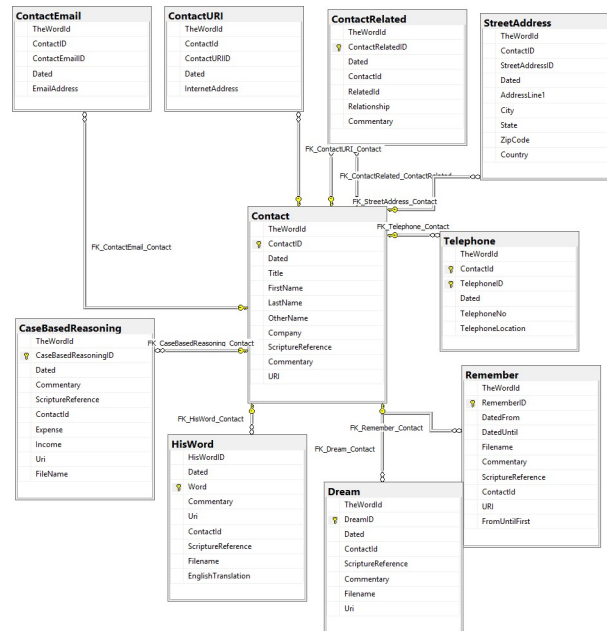 ContactEmail
TheWordId
ContactID
ContactEmailID
Dated
EmailAddress
ContactURI
TheWordId
ContactId
ContactURIID
Dated
InternetAddress
ContactRelated
TheWordId
ContactRelatedID
Dated
ContactId
RelatedId
Relationship
Commentary
StreetAddress
TheWordId
ContactID
StreetAddressID
Dated
AddressLine1
City
State
ZipCode
Country
FK_ContactURI_Contact
FK_ContactRelated_ContactRelated
FK_StreetAddress_Contact
FK_Telephone_Contact
FK_ContactEmail_Contact
Contact
TheWordId
ContactID
Dated
Title
FirstName
LastName
OtherName
Company
ScriptureReference
Commentary
URI
Telephone
TheWordId
ContactId
TelephoneID
Dated
TelephoneNo
TelephoneLocation
CaseBasedReasoning
TheWordId
CaseBasedReasoningID
Dated
Commentary
ScriptureReference
ContactId
Expense
Income
Uri
FileName
FK_CaseBasedReasoning_Contact
FK_HisWord_Contact
FK_Remember_Contact
FK_Dream_Contact
Remember
TheWordId
RememberID
DatedFrom
DatedUntil
Filename
Commentary
ScriptureReference
ContactId
URI
FromUntilFirst
HisWord
HisWordID
Dated
Word
Commentary
Uri
ContactId
ScriptureReference
Filename
EnglishTranslation
Dream
TheWordId
DreamID
Dated
ContactId
ScriptureReference
Commentary
Filename
Uri